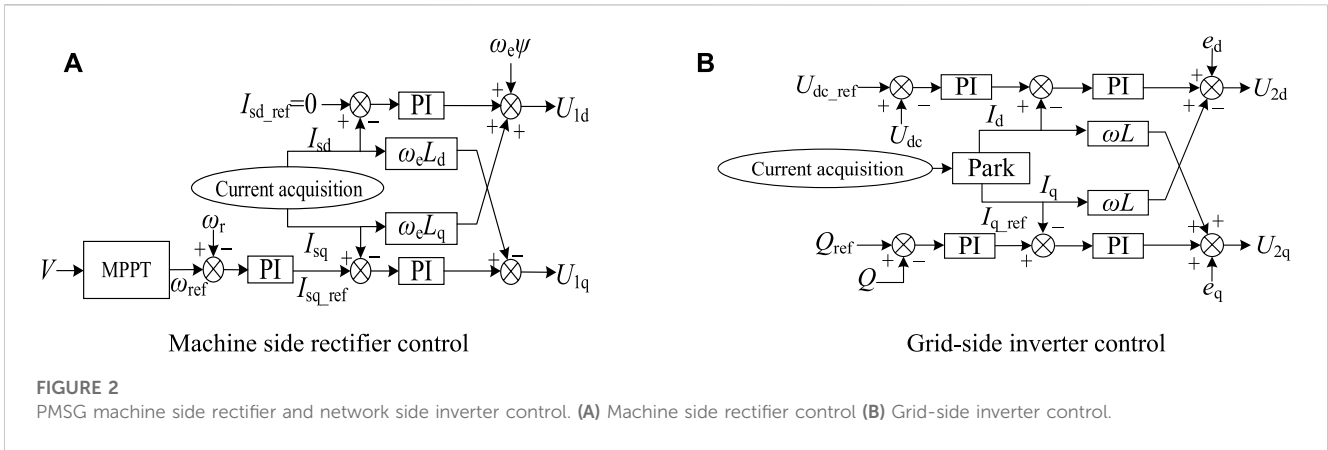 A
ωₑψ
I_sd_ref=0
+
−
PI
+
+
+
U_1d
I_sd
ωₑL_d
Current acquisition
ωₑL_q
I_sq
ω_r
V
MPPT
ω_ref
+
−
PI
I_sq_ref
+
−
PI
+
−
U_1q
Machine side rectifier control
B
e_d
U_dc_ref
+
−
U_dc
PI
+
−
PI
+
+
−
U_2d
I_d
ωL
Current acquisition
Park
I_q
ωL
I_q_ref
Q_ref
+
−
Q
PI
+
−
PI
+
+
+
+
U_2q
e_q
Grid-side inverter control
FIGURE 2
PMSG machine side rectifier and network side inverter control. (A) Machine side rectifier control (B) Grid-side inverter control.